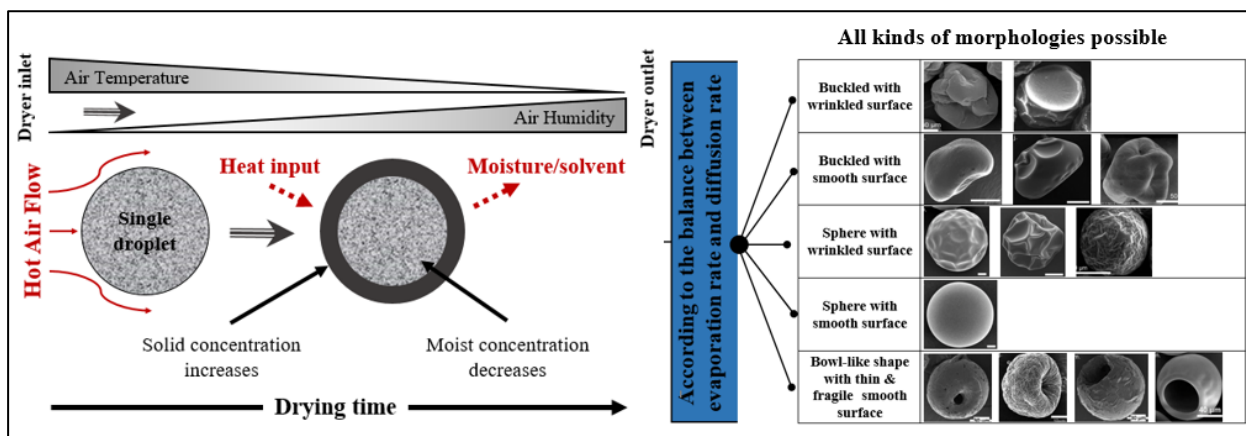 Dryer inlet
Air Temperature
Air Humidity
Hot Air Flow
Single
droplet
Heat input
Moisture/solvent
Solid concentration
increases
Moist concentration
decreases
Drying time
Dryer outlet
According to the balance between
evaporation rate and diffusion rate
All kinds of morphologies possible
Buckled with
wrinkled surface
Buckled with
smooth surface
Sphere with
wrinkled surface
Sphere with
smooth surface
Bowl-like shape
with thin &
fragile smooth
surface